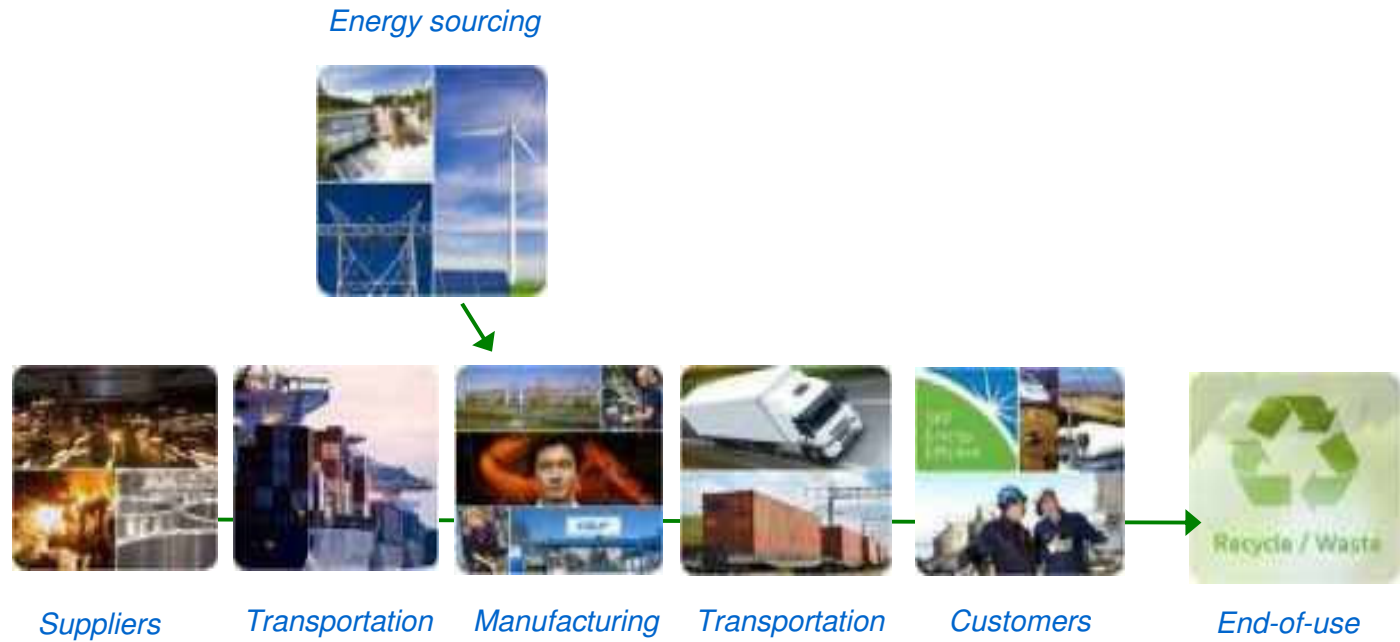 Energy sourcing
Recycle / Waste
Suppliers
Transportation
Manufacturing
Transportation
Customers
End-of-use